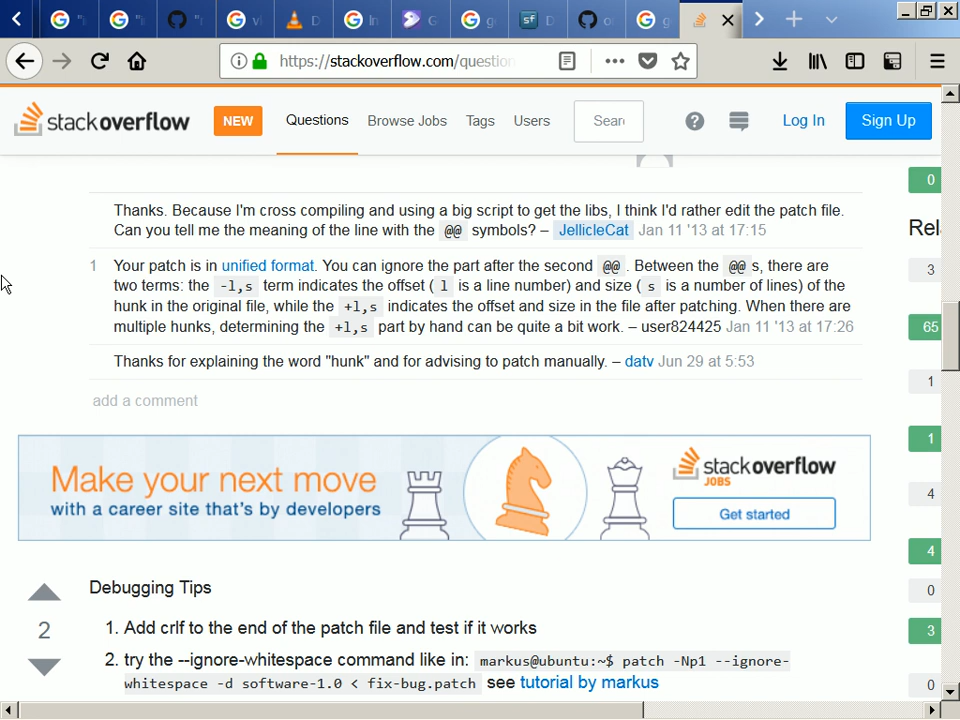 https://stackoverflow.com/question
stackoverflow NEW Questions Browse Jobs Tags Users Sear Log In Sign Up
0
Thanks. Because I'm cross compiling and using a big script to get the libs, I think I'd rather edit the patch file.
Can you tell me the meaning of the line with the @@ symbols? – JellicleCat Jan 11 '13 at 17:15
Rel
1 Your patch is in unified format. You can ignore the part after the second @@ . Between the @@ s, there are
3
two terms: the -l,s term indicates the offset ( l is a line number) and size ( s is a number of lines) of the
hunk in the original file, while the +l,s indicates the offset and size in the file after patching. When there are
multiple hunks, determining the +l,s part by hand can be quite a bit work. – user824425 Jan 11 '13 at 17:26
65
Thanks for explaining the word "hunk" and for advising to patch manually. – datv Jun 29 at 5:53
1
add a comment
1
Make your next move
with a career site that's by developers
stackoverflow
JOBS
Get started
4
4
Debugging Tips
0
2
1. Add crlf to the end of the patch file and test if it works
3
2. try the --ignore-whitespace command like in: markus@ubuntu:~$ patch -Np1 --ignore-
whitespace -d software-1.0 < fix-bug.patch see tutorial by markus
0